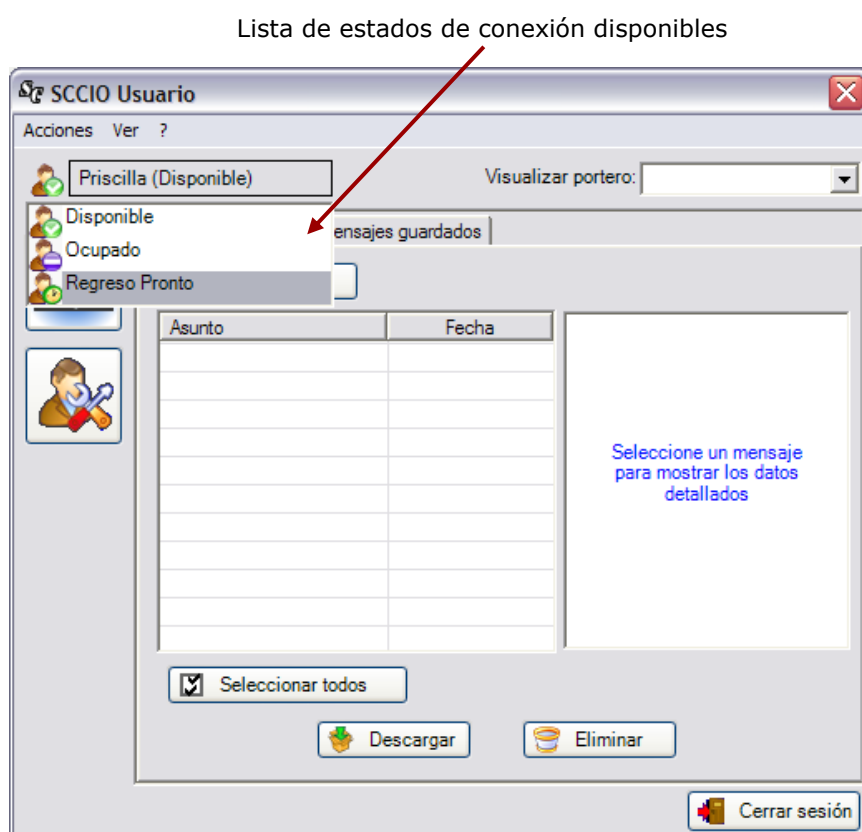 Lista de estados de conexión disponibles
SCCIO Usuario
Acciones Ver ?
Priscilla (Disponible)
Visualizar portero:
Disponible
Ocupado
Regreso Pronto
ensajes guardados
Asunto Fecha
Seleccione un mensaje
para mostrar los datos
detallados
Seleccionar todos
Descargar Eliminar
Cerrar sesión